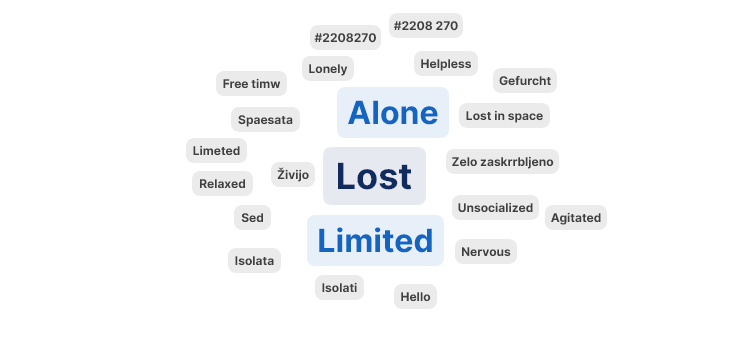 #2208 270
#2208270
Helpless
Lonely
Gefurcht
Free timw
Alone
Lost in space
Spaesata
Limeted
Zelo zaskrrbljeno
Živijo
Lost
Relaxed
Unsocialized
Sed
Agitated
Limited
Nervous
Isolata
Isolati
Hello